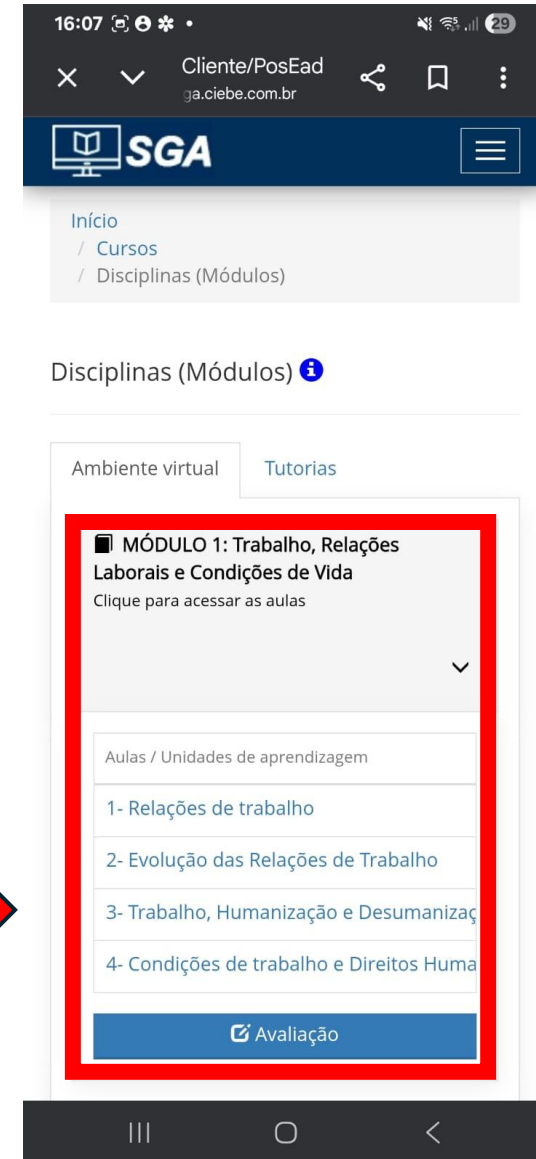 16:07
29
Cliente/PosEad
ga.ciebe.com.br
SGA
Início
/ Cursos
/ Disciplinas (Módulos)
Disciplinas (Módulos)
Ambiente virtual
Tutorias
MÓDULO 1: Trabalho, Relações
Laborais e Condições de Vida
Clique para acessar as aulas
Aulas / Unidades de aprendizagem
1- Relações de trabalho
2- Evolução das Relações de Trabalho
3- Trabalho, Humanização e Desumanizaç
4- Condições de trabalho e Direitos Huma
Avaliação